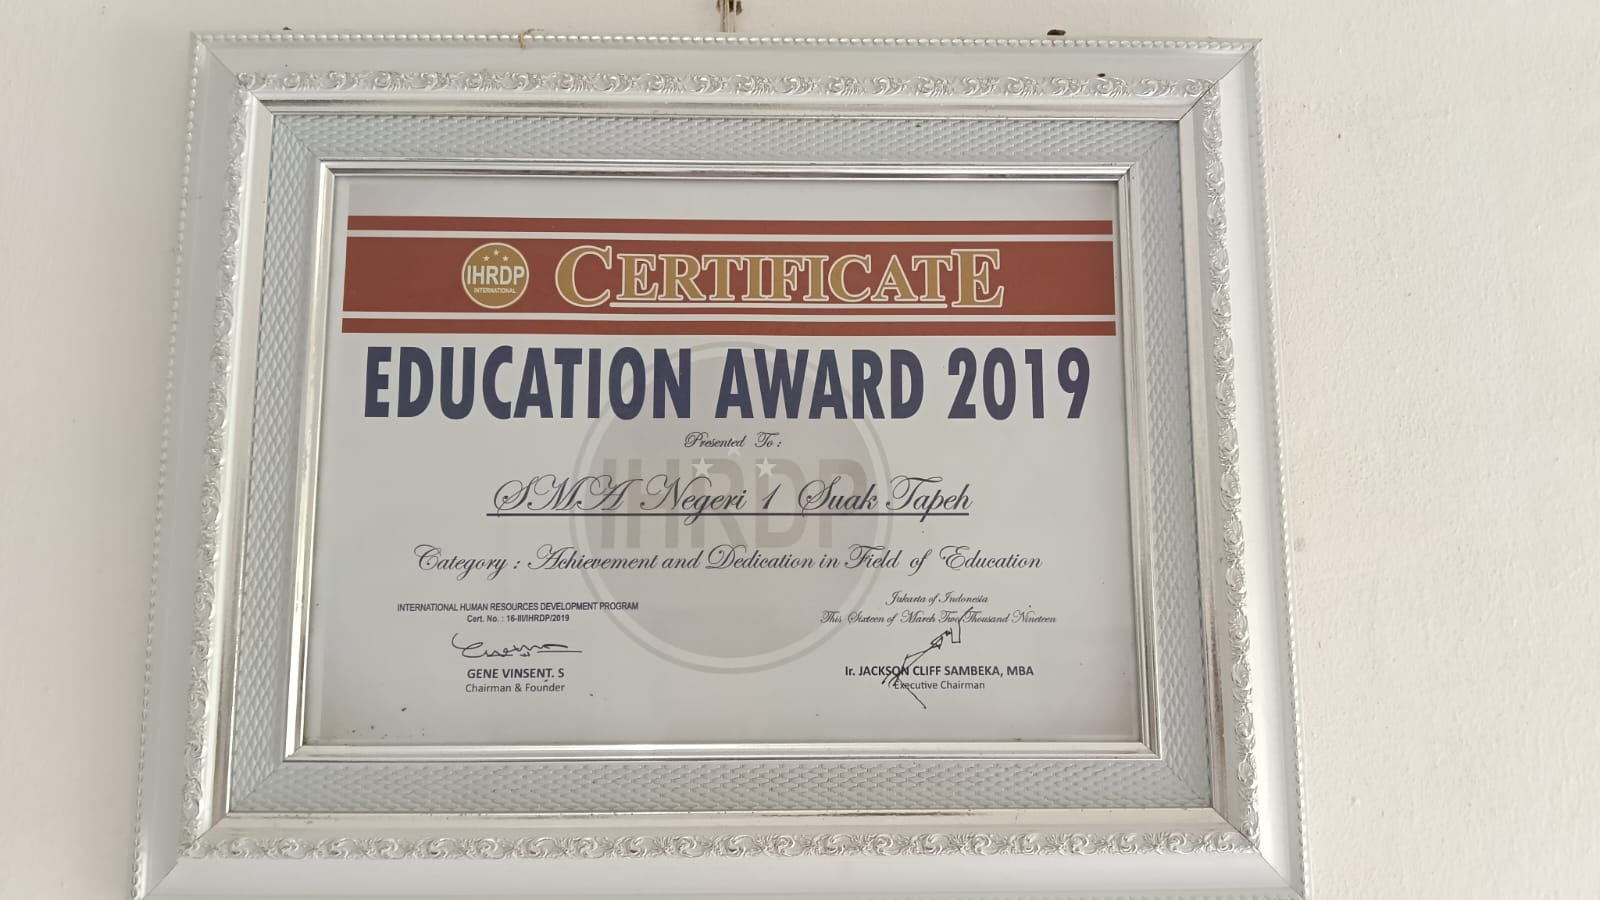 IHRDP
INTERNATIONAL
CERTIFICATE
EDUCATION AWARD 2019
Presented To :
SMA Negeri 1 Suak Tapeh
IHRDP
Category : Achievement and Dedication in Field of Education
INTERNATIONAL HUMAN RESOURCES DEVELOPMENT PROGRAM
Cert. No. : 16-III/IHRDP/2019
Jakarta of Indonesia
This Sixteen of March Two Thousand Nineteen
GENE VINSENT. S
Chairman & Founder
Ir. JACKSON CLIFF SAMBEKA, MBA
Executive Chairman